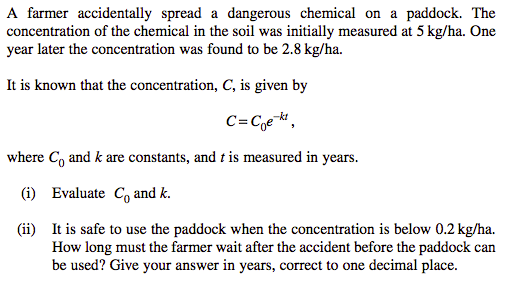 A farmer accidentally spread a dangerous chemical on a paddock. The
concentration of the chemical in the soil was initially measured at 5 kg/ha. One
year later the concentration was found to be 2.8 kg/ha.
It is known that the concentration, C, is given by
C = C₀e⁻ᵏᵗ,
where C₀ and k are constants, and t is measured in years.
(i) Evaluate C₀ and k.
(ii) It is safe to use the paddock when the concentration is below 0.2 kg/ha.
How long must the farmer wait after the accident before the paddock can
be used? Give your answer in years, correct to one decimal place.